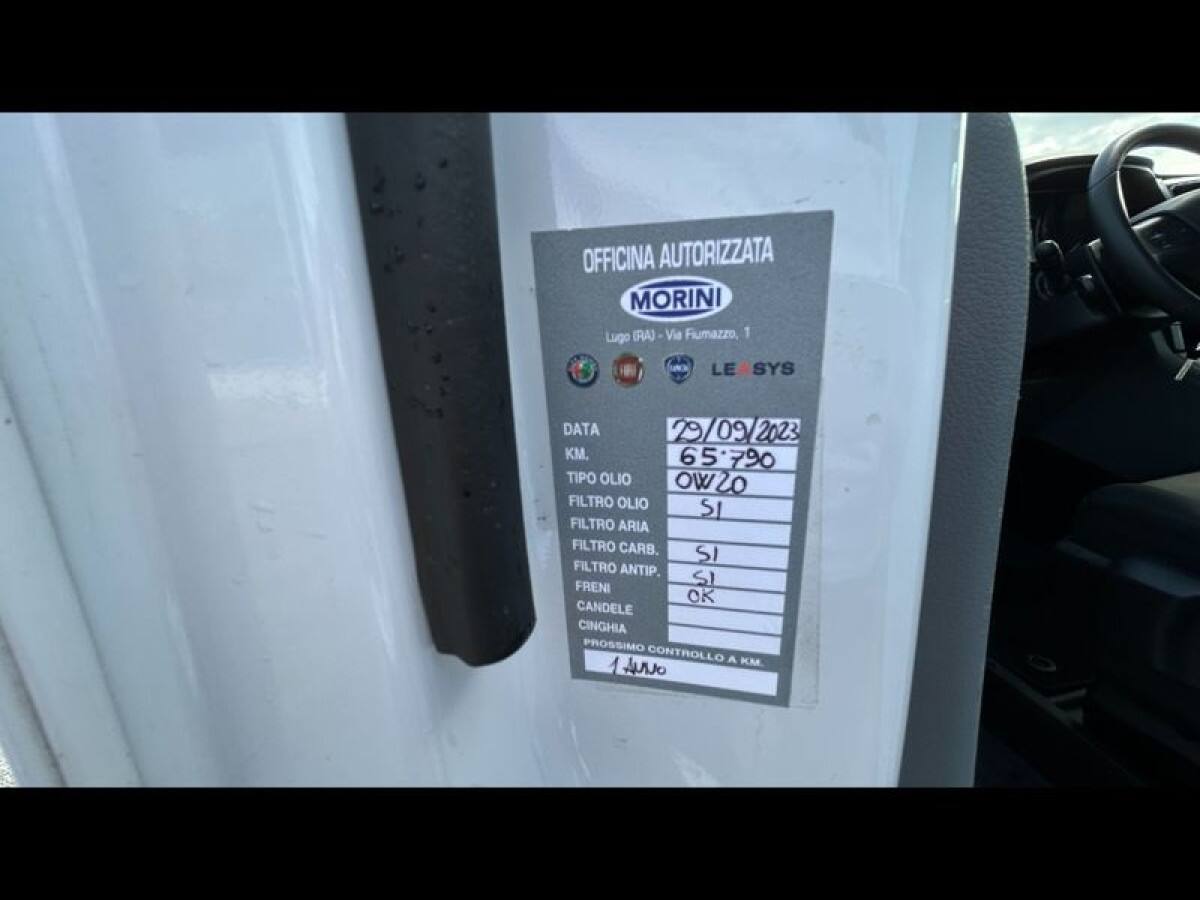 OFFICINA AUTORIZZATA
MORINI
Lugo (RA) - Via Fiumazzo, 1
FIAT LANCIA LEASYS
DATA 29/09/2023
KM. 65.790
TIPO OLIO 0W20
FILTRO OLIO SI
FILTRO ARIA
FILTRO CARB. SI
FILTRO ANTIP. SI
FRENI OK
CANDELE
CINGHIA
PROSSIMO CONTROLLO A KM.
1 ANNO